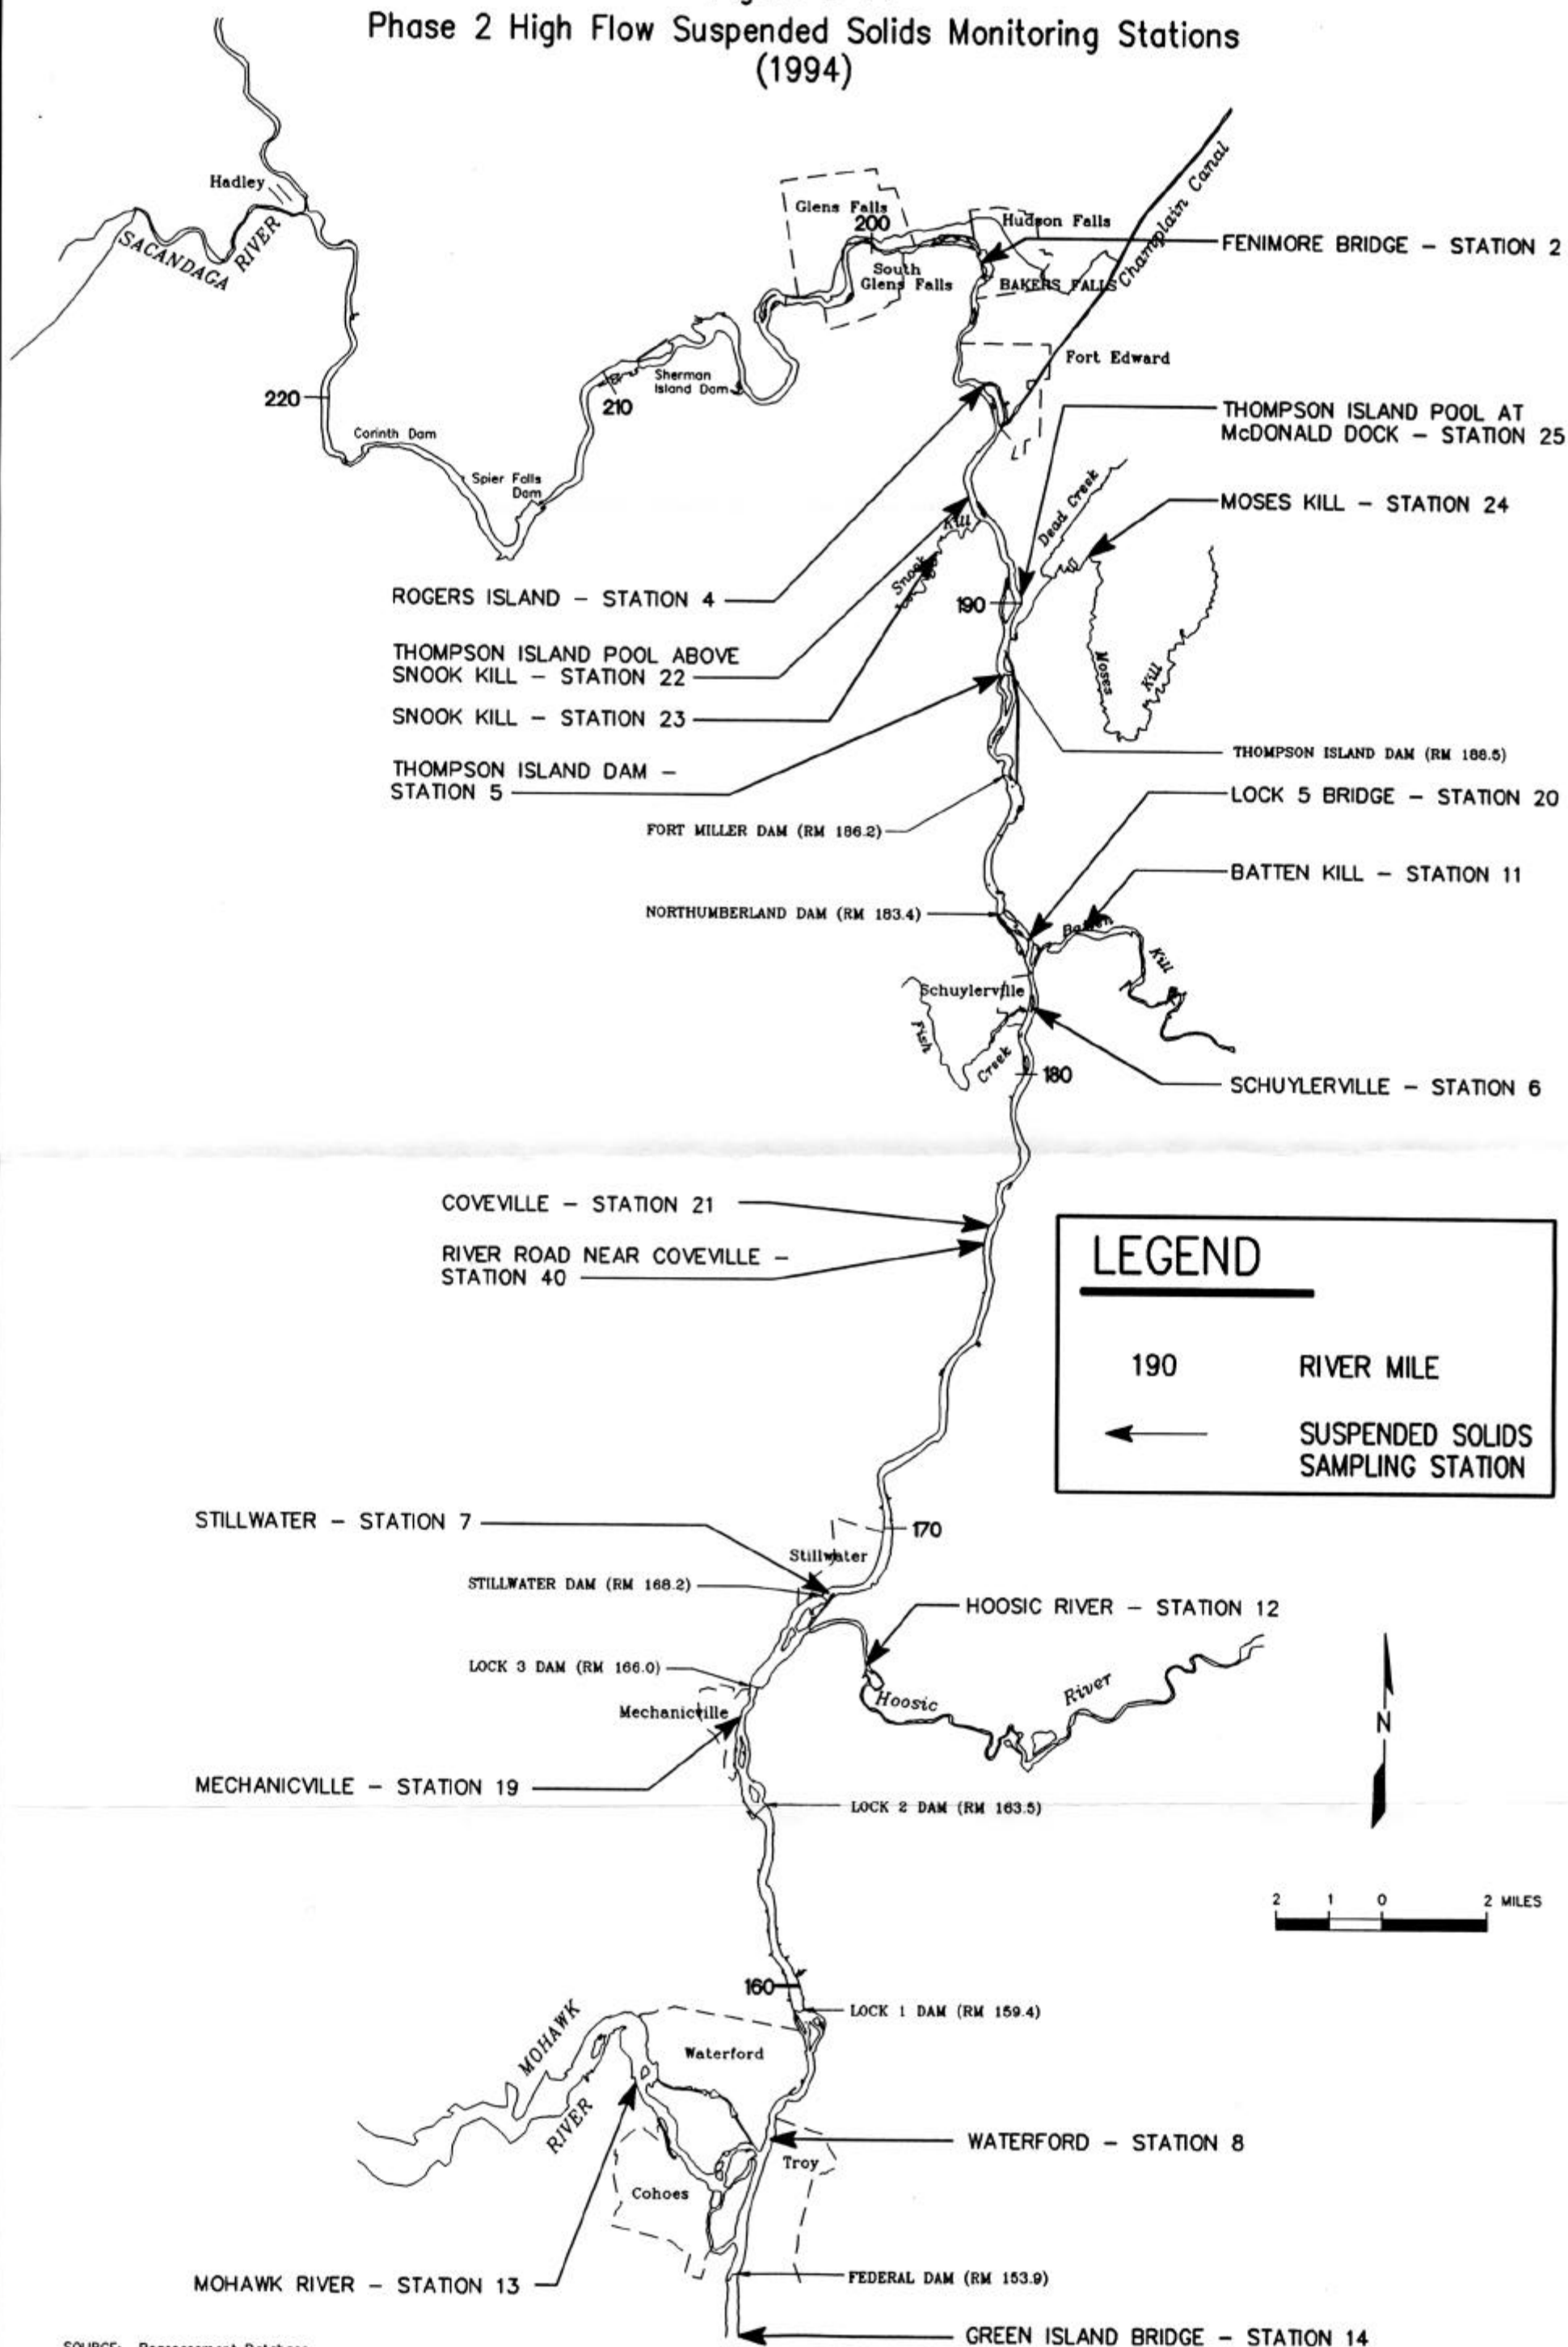 Phase 2 High Flow Suspended Solids Monitoring Stations
(1994)
Hadley
SACANDAGA
RIVER
Glens Falls
200
Hudson Falls
Champlain Canal
FENIMORE BRIDGE – STATION 2
South
Glens Falls
BAKERS FALLS
Fort Edward
Sherman
Island Dam
220
210
Corinth Dam
THOMPSON ISLAND POOL AT
McDONALD DOCK – STATION 25
Spier Falls
Dam
Dead Creek
MOSES KILL – STATION 24
Snook
Kill
ROGERS ISLAND – STATION 4
190
THOMPSON ISLAND POOL ABOVE
SNOOK KILL – STATION 22
Moses
Kill
SNOOK KILL – STATION 23
THOMPSON ISLAND DAM (RM 188.5)
THOMPSON ISLAND DAM –
STATION 5
LOCK 5 BRIDGE – STATION 20
FORT MILLER DAM (RM 186.2)
BATTEN KILL – STATION 11
NORTHUMBERLAND DAM (RM 183.4)
Batten
Kill
Schuylerville
Fish
Creek
180
SCHUYLERVILLE – STATION 6
COVEVILLE – STATION 21
RIVER ROAD NEAR COVEVILLE –
STATION 40
LEGEND
190 RIVER MILE
SUSPENDED SOLIDS
SAMPLING STATION
STILLWATER – STATION 7
170
Stillwater
STILLWATER DAM (RM 168.2)
HOOSIC RIVER – STATION 12
LOCK 3 DAM (RM 166.0)
Hoosic
River
Mechanicville
N
MECHANICVILLE – STATION 19
LOCK 2 DAM (RM 163.5)
2 1 0 2 MILES
160
LOCK 1 DAM (RM 159.4)
MOHAWK
RIVER
Waterford
WATERFORD – STATION 8
Troy
Cohoes
MOHAWK RIVER – STATION 13
FEDERAL DAM (RM 153.9)
GREEN ISLAND BRIDGE – STATION 14